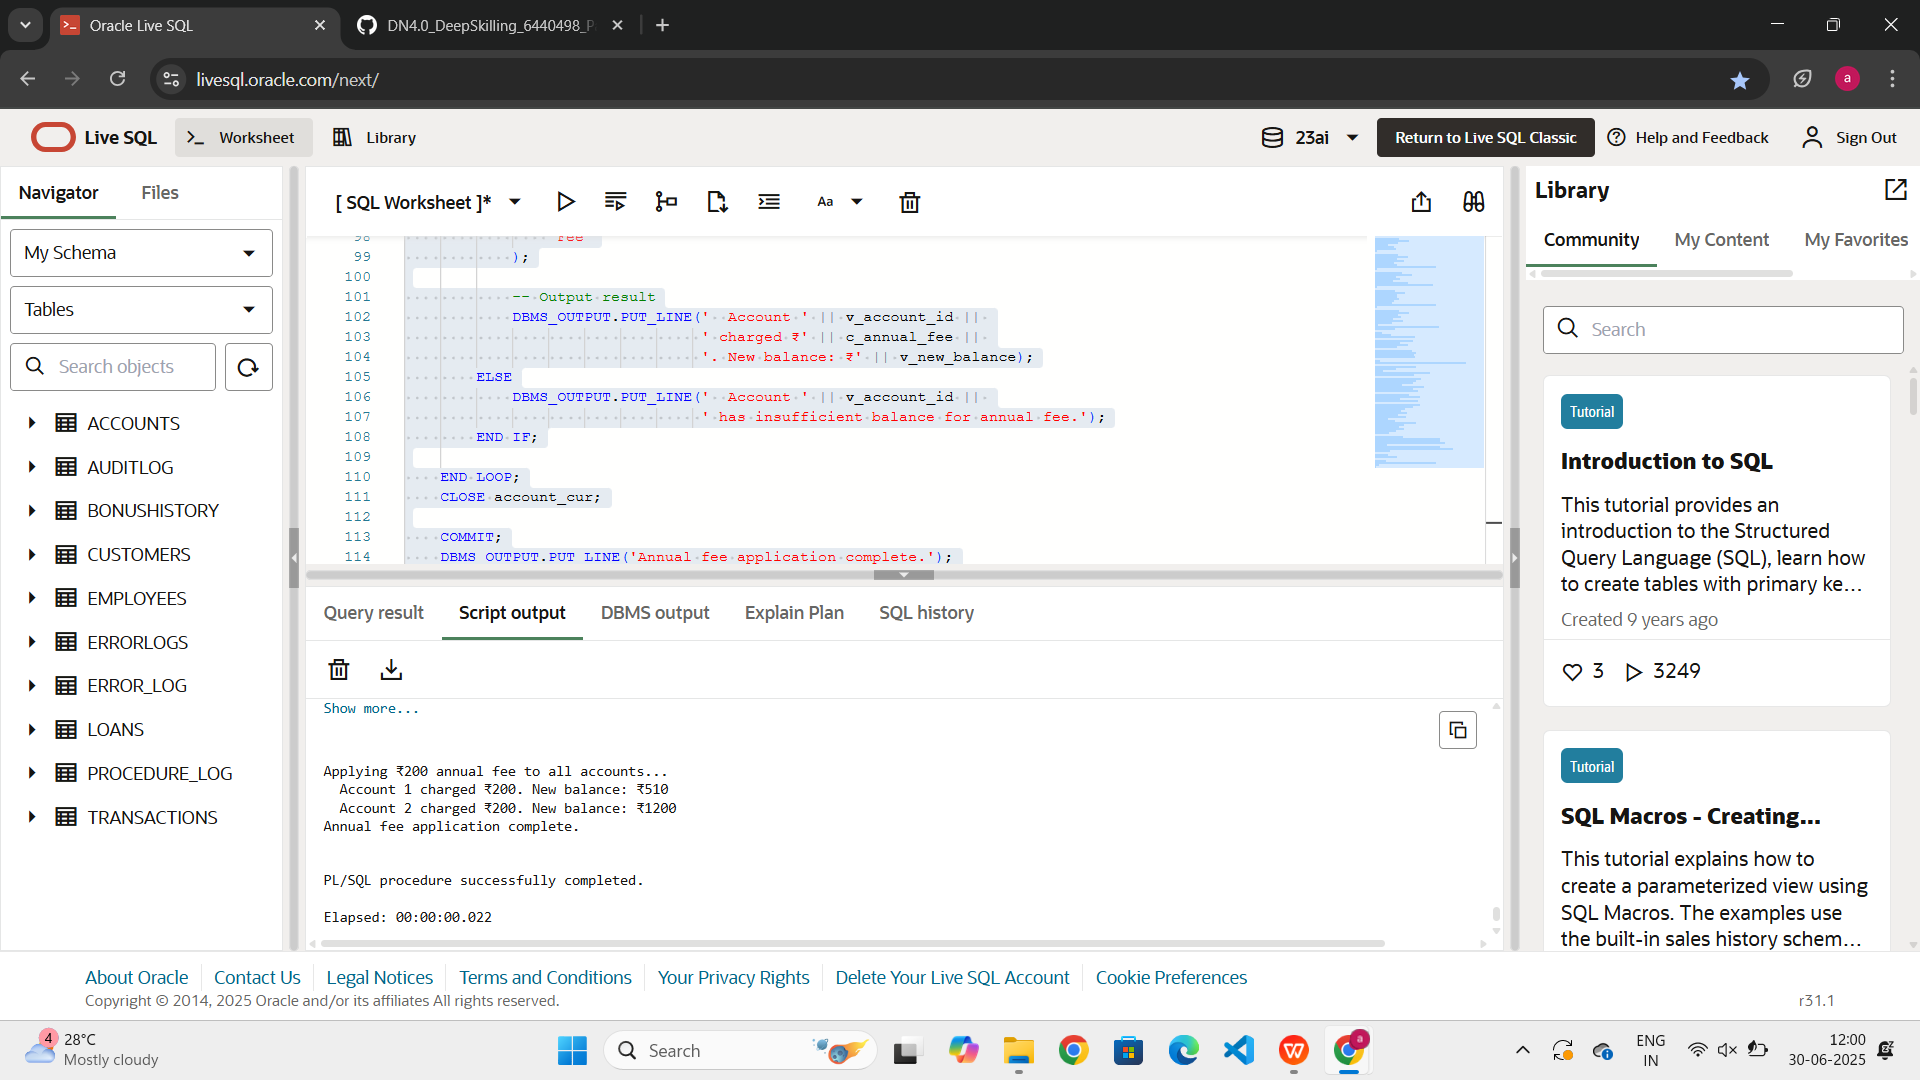 Oracle Live SQL
DN4.0_DeepSkilling_6440498_P
livesql.oracle.com/next/
a
Live SQL
Worksheet
Library
23ai
Return to Live SQL Classic
Help and Feedback
Sign Out
Navigator
Files
My Schema
Tables
Search objects
ACCOUNTS
AUDITLOG
BONUSHISTORY
CUSTOMERS
EMPLOYEES
ERRORLOGS
ERROR_LOG
LOANS
PROCEDURE_LOG
TRANSACTIONS
[ SQL Worksheet ]*
Aa
98 Fee
99 );
100
101 -- Output result
102 DBMS_OUTPUT.PUT_LINE('  Account ' || v_account_id ||
103 ' charged ₹' || c_annual_fee ||
104 '. New balance: ₹' || v_new_balance);
105 ELSE
106 DBMS_OUTPUT.PUT_LINE('  Account ' || v_account_id ||
107 ' has insufficient balance for annual fee.');
108 END IF;
109
110 END LOOP;
111 CLOSE account_cur;
112
113 COMMIT;
114 DBMS_OUTPUT.PUT_LINE('Annual fee application complete.');
Query result
Script output
DBMS output
Explain Plan
SQL history
Show more...
Applying ₹200 annual fee to all accounts...
Account 1 charged ₹200. New balance: ₹510
Account 2 charged ₹200. New balance: ₹1200
Annual fee application complete.
PL/SQL procedure successfully completed.
Elapsed: 00:00:00.022
Library
Community
My Content
My Favorites
Search
Tutorial
Introduction to SQL
This tutorial provides an
introduction to the Structured
Query Language (SQL), learn how
to create tables with primary ke...
Created 9 years ago
3
3249
Tutorial
SQL Macros - Creating...
This tutorial explains how to
create a parameterized view using
SQL Macros. The examples use
the built-in sales history schem...
About Oracle
Contact Us
Legal Notices
Terms and Conditions
Your Privacy Rights
Delete Your Live SQL Account
Cookie Preferences
Copyright © 2014, 2025 Oracle and/or its affiliates All rights reserved.
r31.1
4
28°C
Mostly cloudy
Search
a
ENG
IN
12:00
30-06-2025